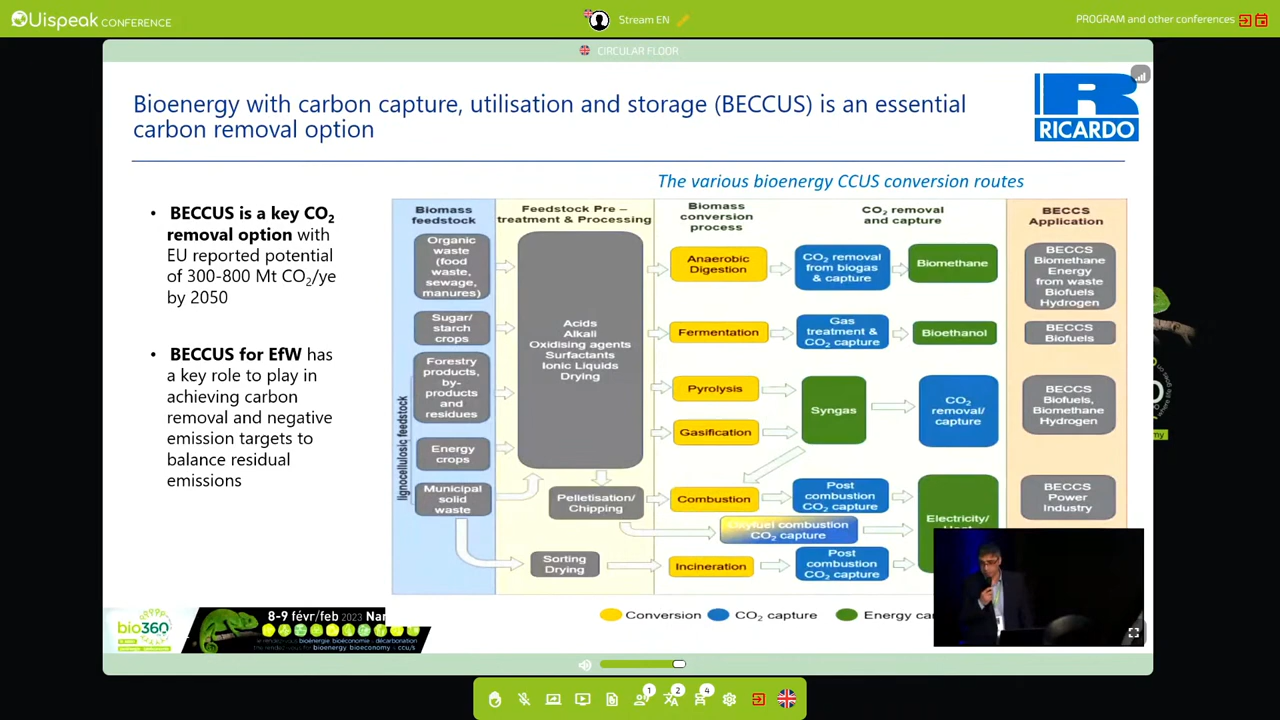 Uispeak CONFERENCE
Stream EN
PROGRAM and other conferences
CIRCULAR FLOOR
Bioenergy with carbon capture, utilisation and storage (BECCUS) is an essential
carbon removal option
RICARDO
The various bioenergy CCUS conversion routes
• BECCUS is a key CO₂
removal option with
EU reported potential
of 300-800 Mt CO₂/ye
by 2050
• BECCUS for EfW has
a key role to play in
achieving carbon
removal and negative
emission targets to
balance residual
emissions
Biomass
feedstock
Feedstock Pre –
treatment & Processing
Biomass
conversion
process
CO₂ removal
and capture
BECCS
Application
Organic
waste
(food
waste,
sewage,
manures)
Sugar/
starch
crops
Forestry
products,
by-
products
and
residues
Energy
crops
Municipal
solid
waste
lignocellulosic feedstock
Acids
Alkali
Oxidising agents
Surfactants
Ionic Liquids
Drying
Pelletisation/
Chipping
Sorting
Drying
Anaerobic
Digestion
Fermentation
Pyrolysis
Gasification
Combustion
Incineration
CO₂ removal
from biogas
& capture
Biomethane
Gas
treatment &
CO₂ capture
Bioethanol
Syngas
CO₂
removal/
capture
Post
combustion
CO₂ capture
Oxyfuel combustion
CO₂ capture
Post
combustion
CO₂ capture
Electricity/
BECCS
Biomethane
Energy
from waste
Biofuels
Hydrogen
BECCS
Biofuels
BECCS
Biofuels,
Biomethane
Hydrogen
BECCS
Power
Industry
Conversion
CO₂ capture
Energy
bio360
8-9 févr/feb 2023
1
2
4